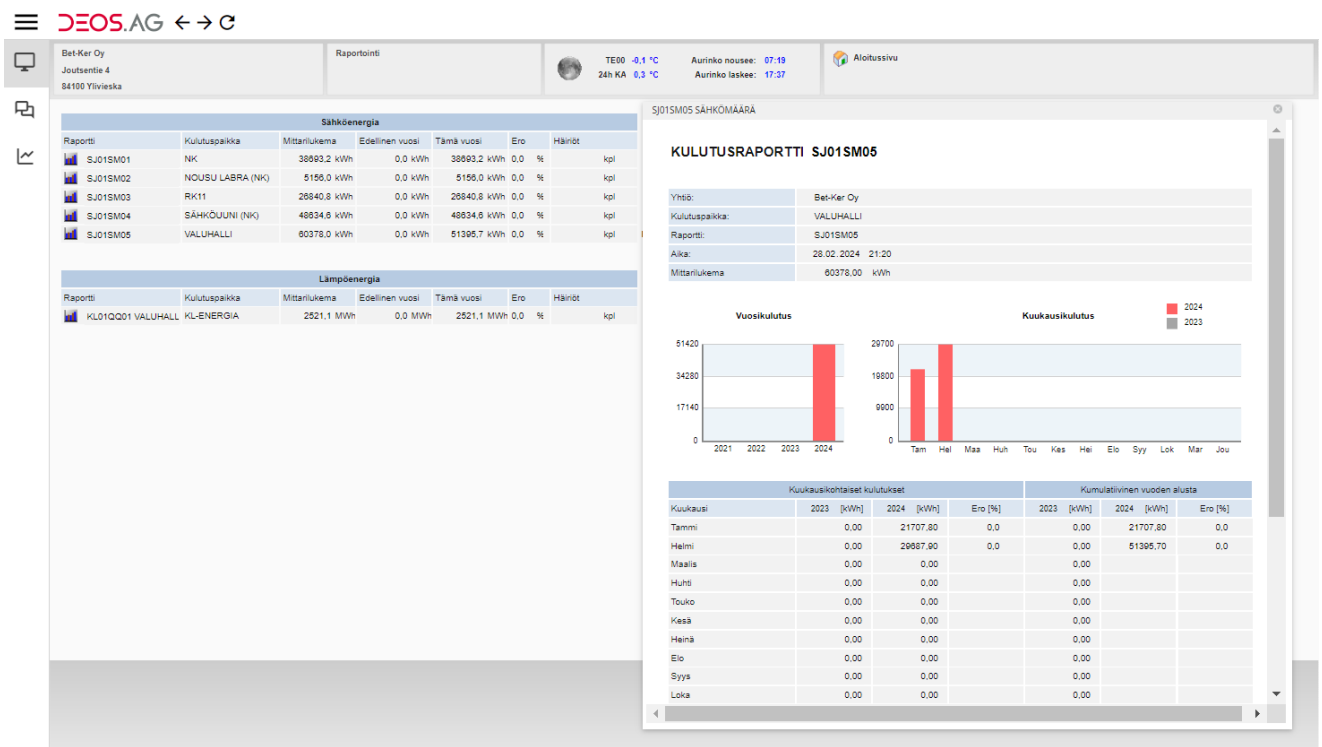 DEOS.AG
Bet-Ker Oy
Joutsentie 4
84100 Ylivieska
Raportointi
TE00 -0,1 °C Aurinko nousee: 07:19
24h KA 0,3 °C Aurinko laskee: 17:37
Aloitussivu
Sähköenergia
Raportti Kulutuspaikka Mittarilukema Edellinen vuosi Tämä vuosi Ero Häiriöt
SJ01SM01 NK 38693,2 kWh 0,0 kWh 38693,2 kWh 0,0 % kpl
SJ01SM02 NOUSU LABRA (NK) 5156,0 kWh 0,0 kWh 5156,0 kWh 0,0 % kpl
SJ01SM03 RK11 26840,8 kWh 0,0 kWh 26840,8 kWh 0,0 % kpl
SJ01SM04 SÄHKÖUUNI (NK) 48634,6 kWh 0,0 kWh 48634,6 kWh 0,0 % kpl
SJ01SM05 VALUHALLI 60378,0 kWh 0,0 kWh 51395,7 kWh 0,0 % kpl
Lämpöenergia
Raportti Kulutuspaikka Mittarilukema Edellinen vuosi Tämä vuosi Ero Häiriöt
KL01QQ01 VALUHALL KL-ENERGIA 2521,1 MWh 0,0 MWh 2521,1 MWh 0,0 % kpl
SJ01SM05 SÄHKÖMÄÄRÄ
KULUTUSRAPORTTI SJ01SM05
Yhtiö: Bet-Ker Oy
Kulutuspaikka: VALUHALLI
Raportti: SJ01SM05
Aika: 28.02.2024 21:20
Mittarilukema 60378,00 kWh
Vuosikulutus
51420
34280
17140
0
2021 2022 2023 2024
Kuukausikulutus
2024
2023
29700
19800
9900
0
Tam Hel Maa Huh Tou Kes Hei Elo Syy Lok Mar Jou
Kuukausikohtaiset kulutukset Kumulatiivinen vuoden alusta
Kuukausi 2023 [kWh] 2024 [kWh] Ero [%] 2023 [kWh] 2024 [kWh] Ero [%]
Tammi 0,00 21707,80 0,0 0,00 21707,80 0,0
Helmi 0,00 29687,90 0,0 0,00 51395,70 0,0
Maalis 0,00 0,00 0,00
Huhti 0,00 0,00 0,00
Touko 0,00 0,00 0,00
Kesä 0,00 0,00 0,00
Heinä 0,00 0,00 0,00
Elo 0,00 0,00 0,00
Syys 0,00 0,00 0,00
Loka 0,00 0,00 0,00